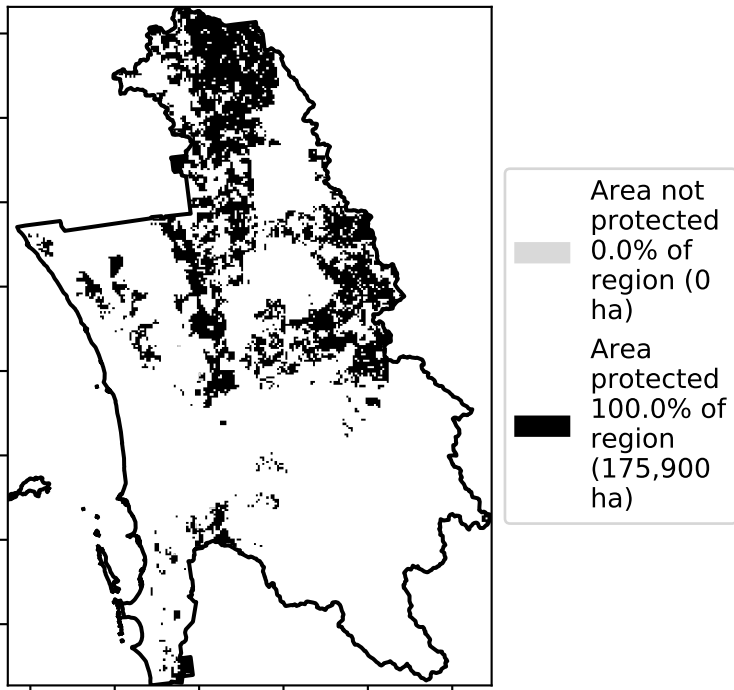 Area not
protected
0.0% of
region (0
ha)
Area
protected
100.0% of
region
(175,900
ha)